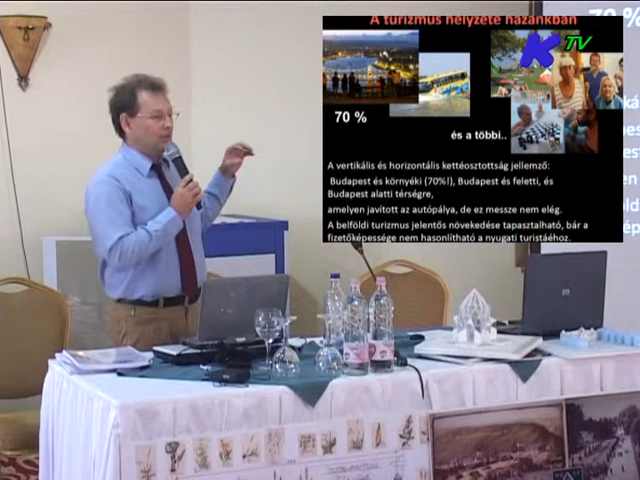 A turizmus helyzete hazánkban
K TV
70 %
és a többi..
A vertikális és horizontális kettéosztottság jellemző:
Budapest és környéki (70%!), Budapest és feletti, és
Budapest alatti térségre,
amelyen javított az autópálya, de ez messze nem elég.
A belföldi turizmus jelentős növekedése tapasztalható, bár a
fizetőképessége nem hasonlítható a nyugati turistáéhoz.
70 %